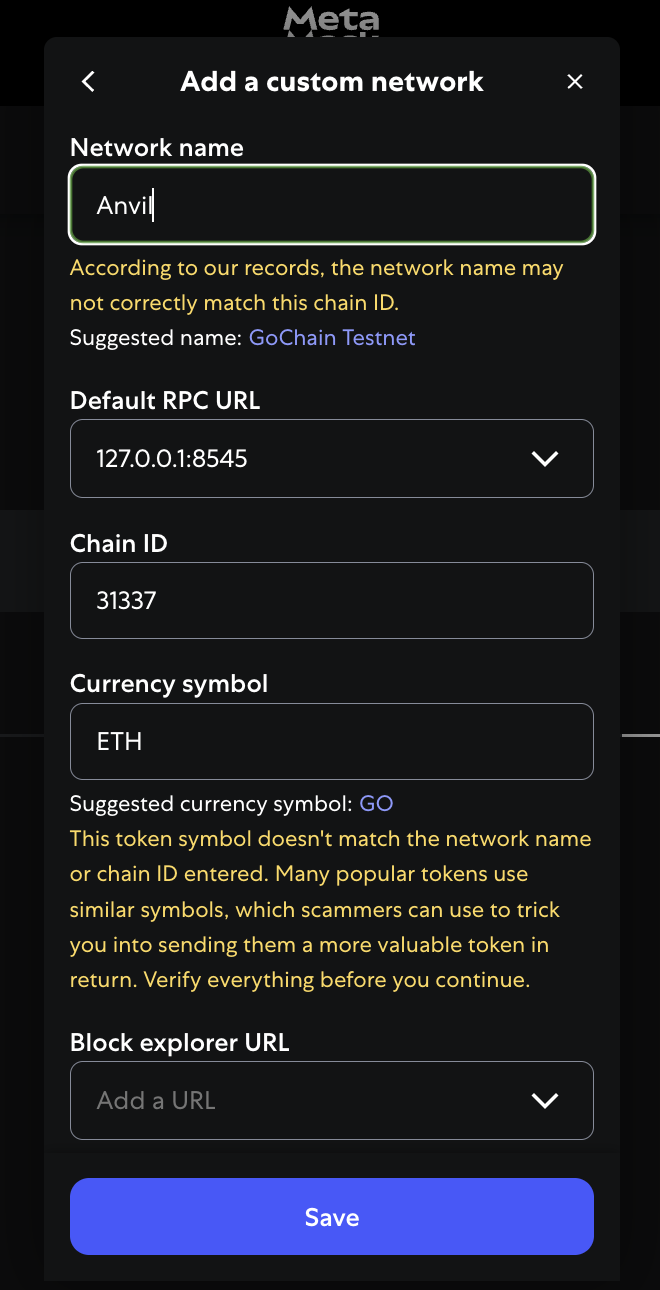 Meta
Mask
Add a custom network
Network name
Anvil
According to our records, the network name may
not correctly match this chain ID.
Suggested name: GoChain Testnet
Default RPC URL
127.0.0.1:8545
Chain ID
31337
Currency symbol
ETH
Suggested currency symbol: GO
This token symbol doesn't match the network name
or chain ID entered. Many popular tokens use
similar symbols, which scammers can use to trick
you into sending them a more valuable token in
return. Verify everything before you continue.
Block explorer URL
Add a URL
Save